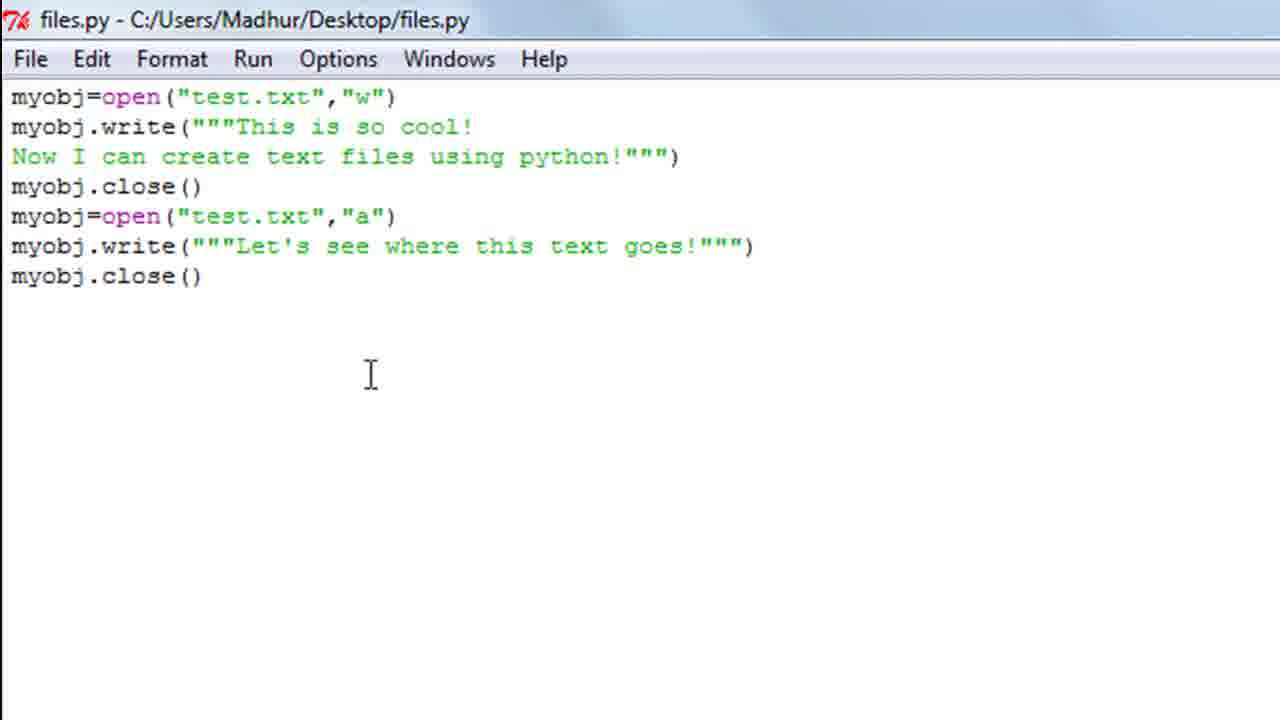 files.py - C:/Users/Madhur/Desktop/files.py
File Edit Format Run Options Windows Help
myobj=open("test.txt","w")
myobj.write("""This is so cool!
Now I can create text files using python!""")
myobj.close()
myobj=open("test.txt","a")
myobj.write("""Let's see where this text goes!""")
myobj.close()